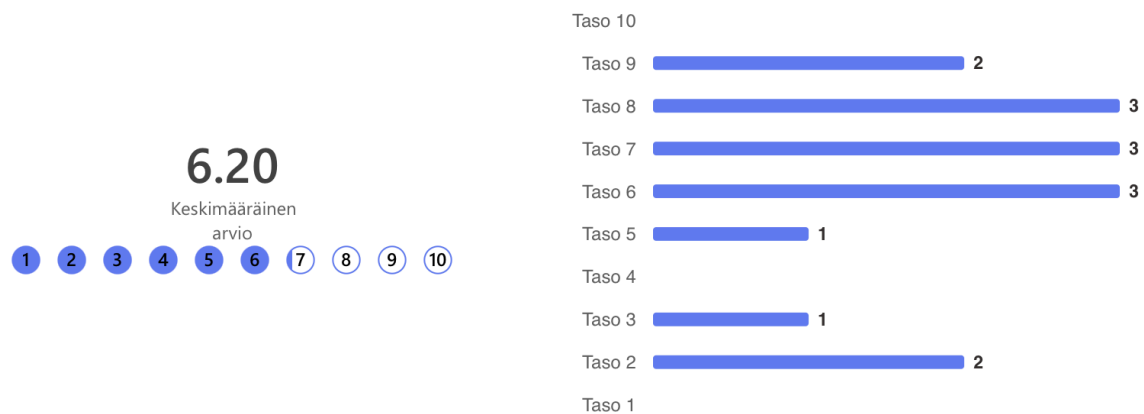 6.20
Keskimääräinen
arvio
1 2 3 4 5 6 7 8 9 10
Taso 10
Taso 9 2
Taso 8 3
Taso 7 3
Taso 6 3
Taso 5 1
Taso 4
Taso 3 1
Taso 2 2
Taso 1